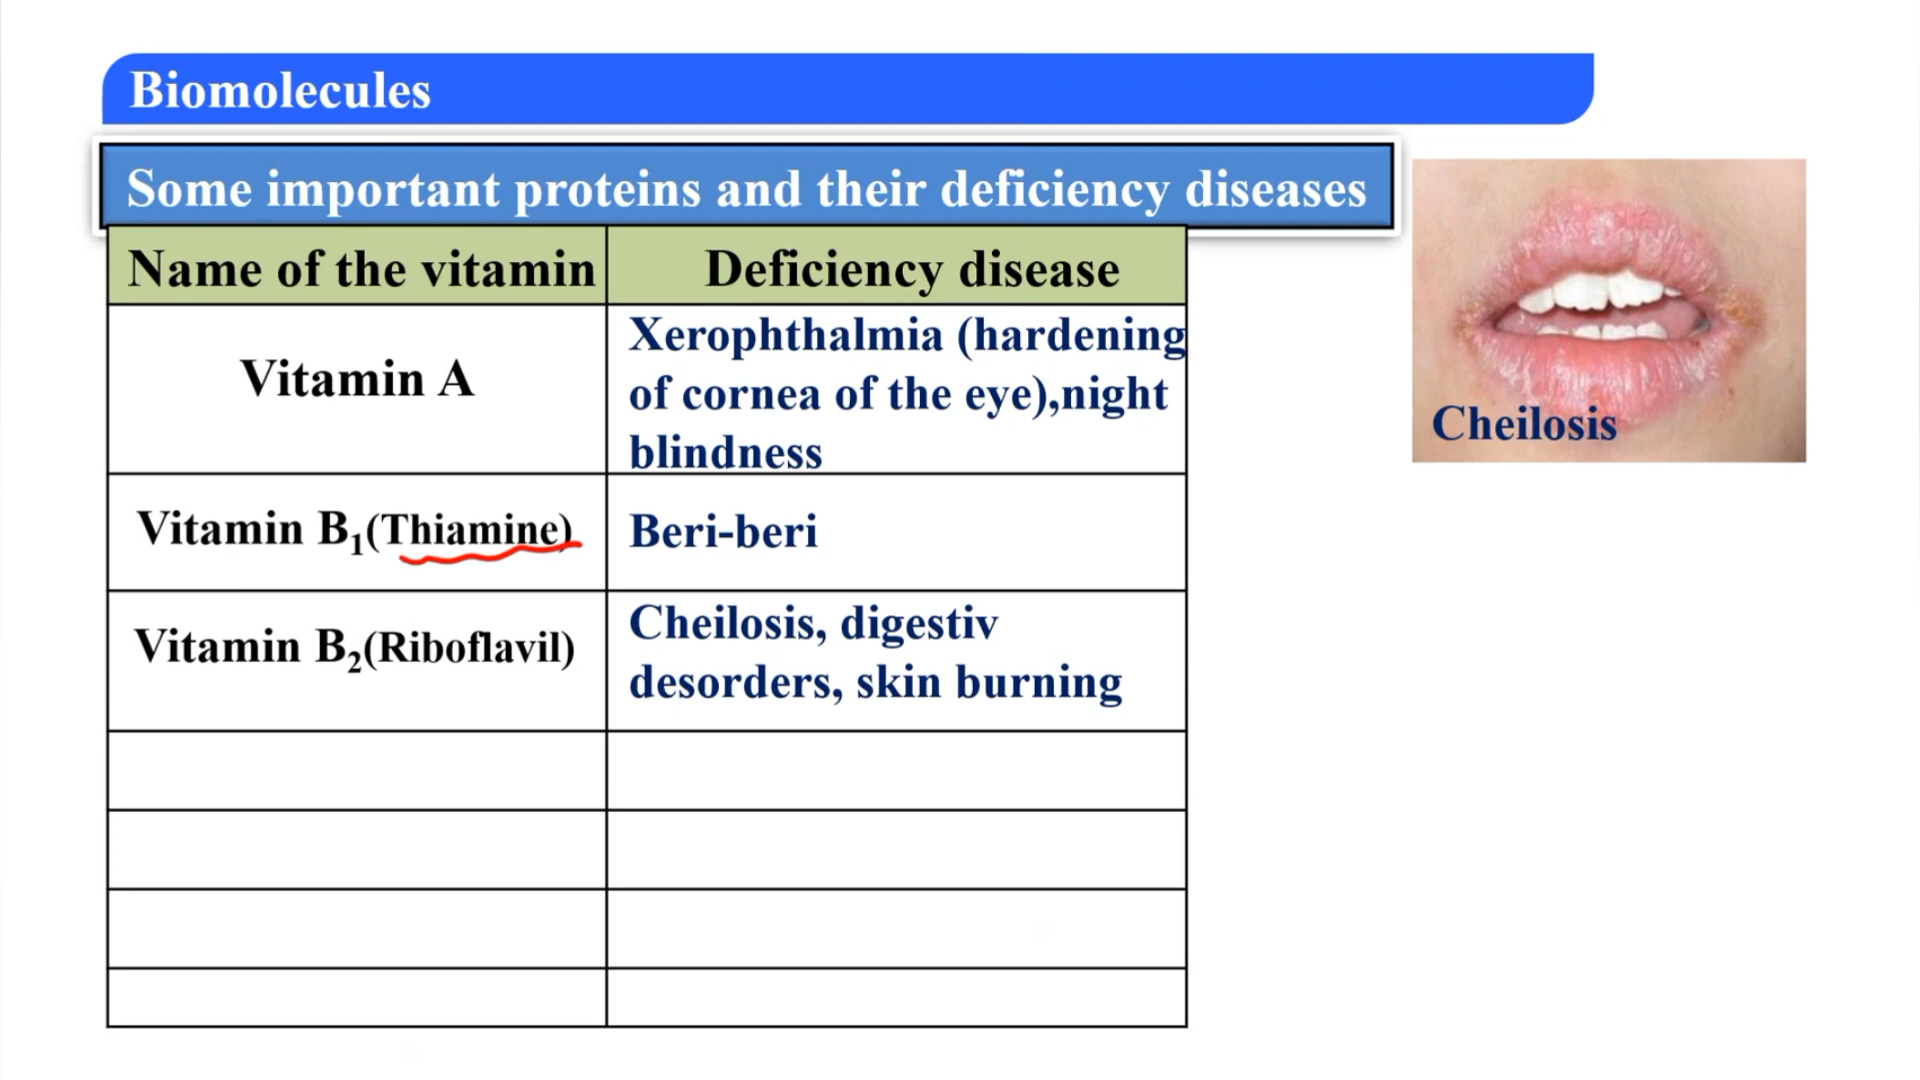 Biomolecules
Some important proteins and their deficiency diseases
Name of the vitamin
Deficiency disease
Vitamin A
Xerophthalmia (hardening
of cornea of the eye),night
blindness
Vitamin B₁(Thiamine)
Beri-beri
Vitamin B₂(Riboflavil)
Cheilosis, digestiv
desorders, skin burning
Cheilosis